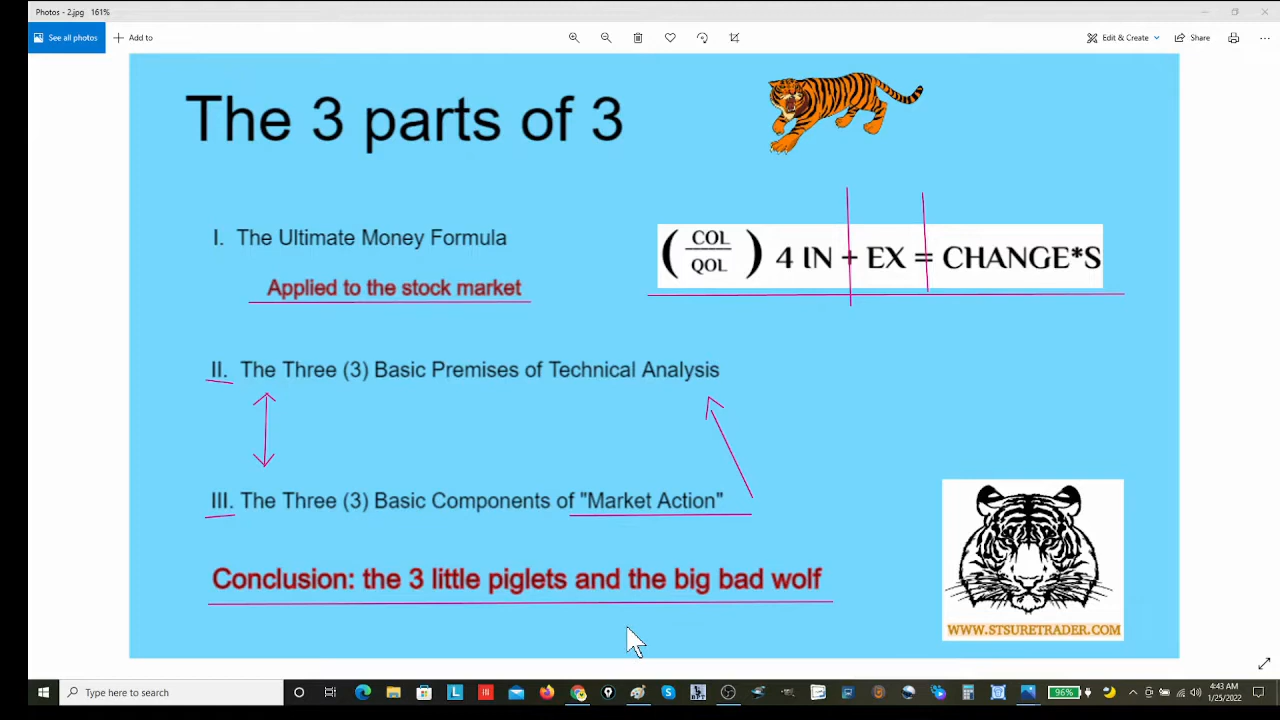 Photos - 2.jpg 161%
See all photos
Add to
Edit & Create
Share
The 3 parts of 3
I. The Ultimate Money Formula
Applied to the stock market
( COL
QOL ) 4 IN + EX = CHANGE*S
II. The Three (3) Basic Premises of Technical Analysis
III. The Three (3) Basic Components of "Market Action"
Conclusion: the 3 little piglets and the big bad wolf
WWW.STSURETRADER.COM
Type here to search
96%
4:43 AM
1/25/2022